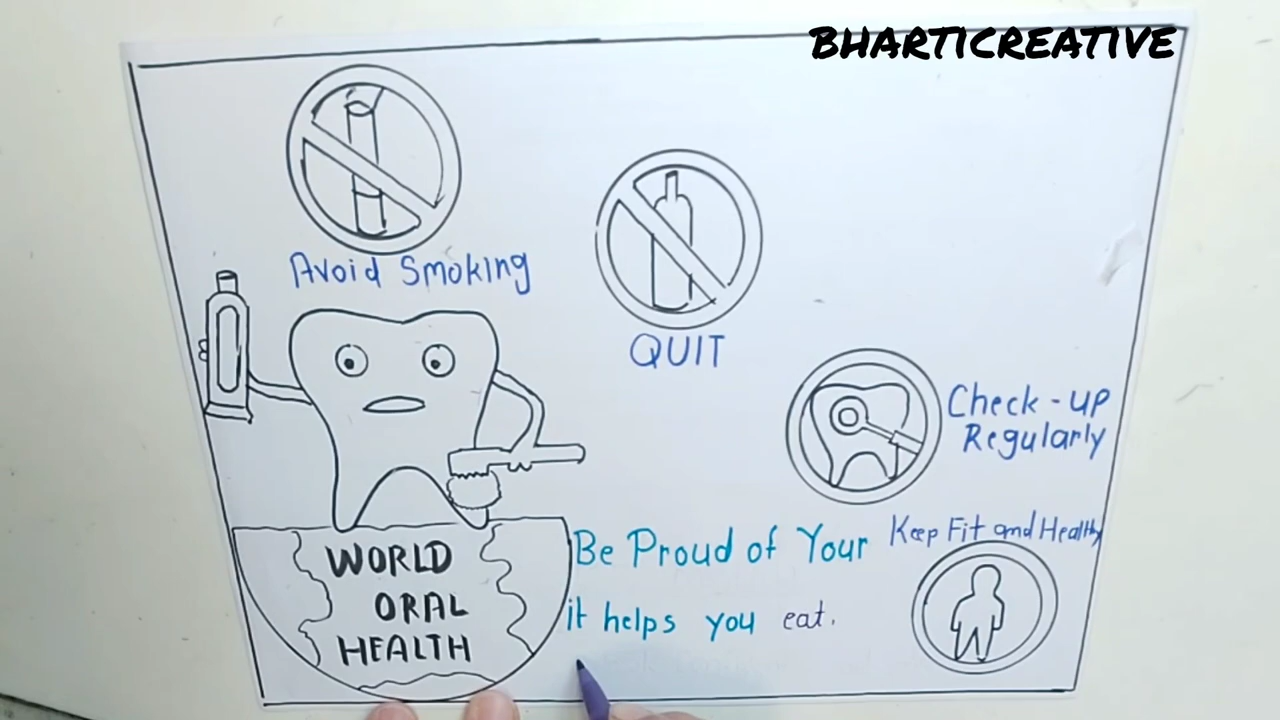 BHARTICREATIVE
Avoid Smoking
QUIT
Check-up
Regularly
Keep Fit and Healthy
Be Proud of Your
it helps you eat.
WORLD
ORAL
HEALTH